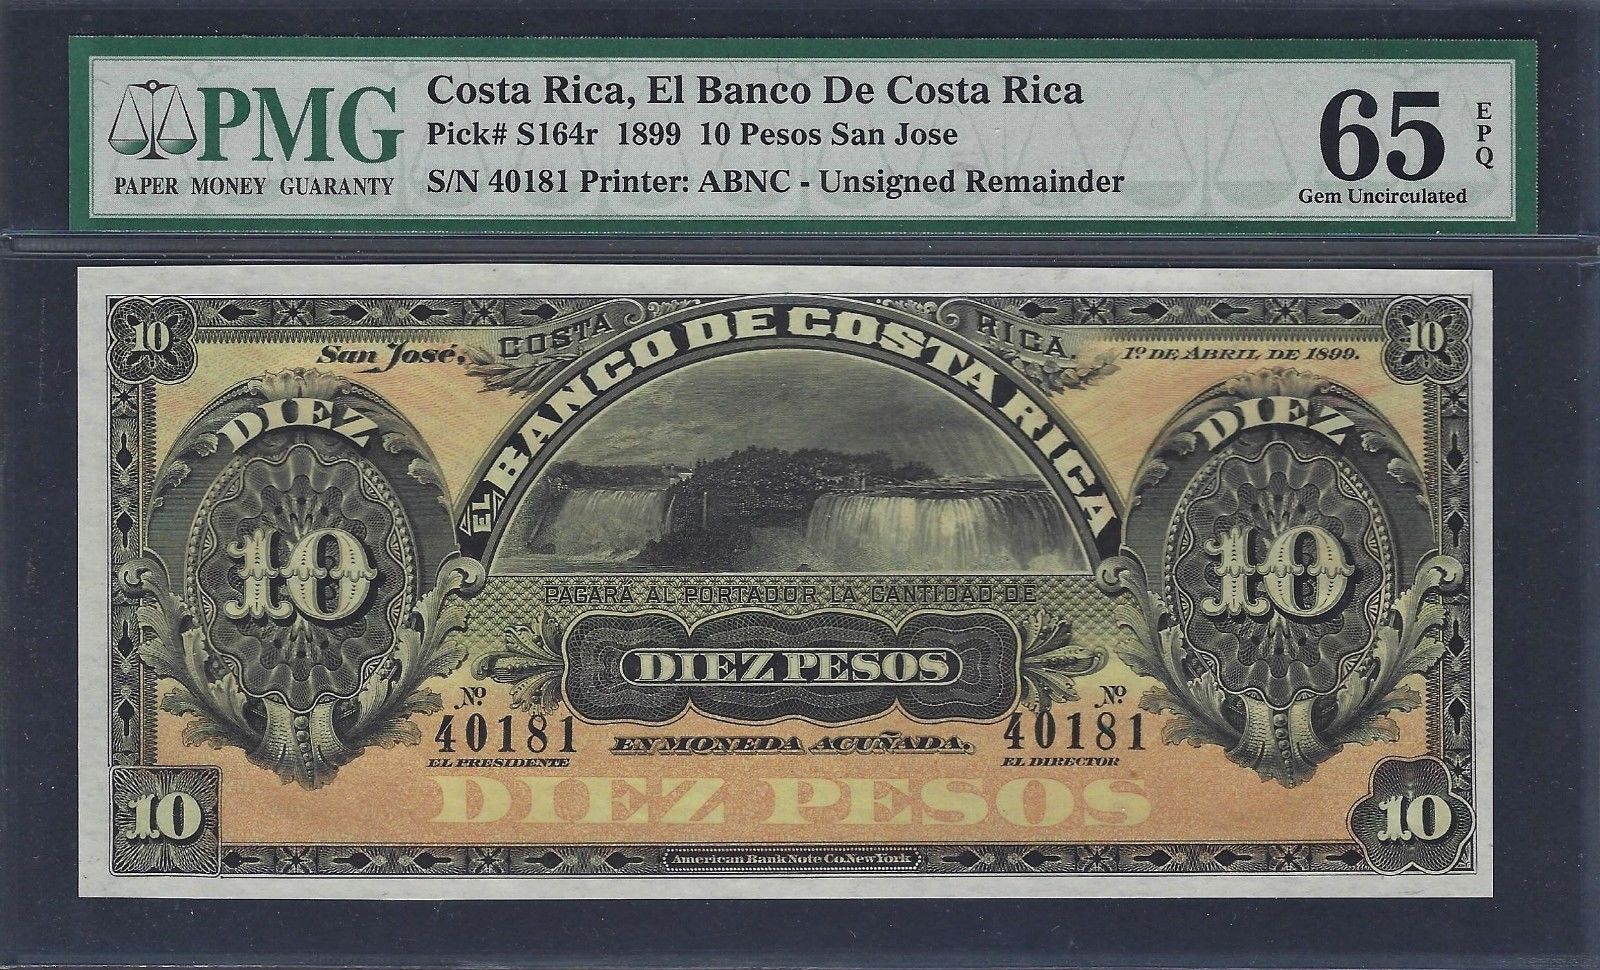 PMG
PAPER MONEY GUARANTY
Costa Rica, El Banco De Costa Rica
Pick# S164r 1899 10 Pesos San Jose
S/N 40181 Printer: ABNC - Unsigned Remainder
65 EPQ
Gem Uncirculated
10
COSTA RICA.
10
San José,
1º DE ABRIL DE 1899.
EL BANCO DE COSTA RICA
DIEZ
DIEZ
10
10
PAGARÁ AL PORTADOR LA CANTIDAD DE
DIEZ PESOS
Nº 40181
Nº 40181
EN MONEDA ACUÑADA.
EL PRESIDENTE
EL DIRECTOR
DIEZ PESOS
10
10
American Bank Note Co. New York